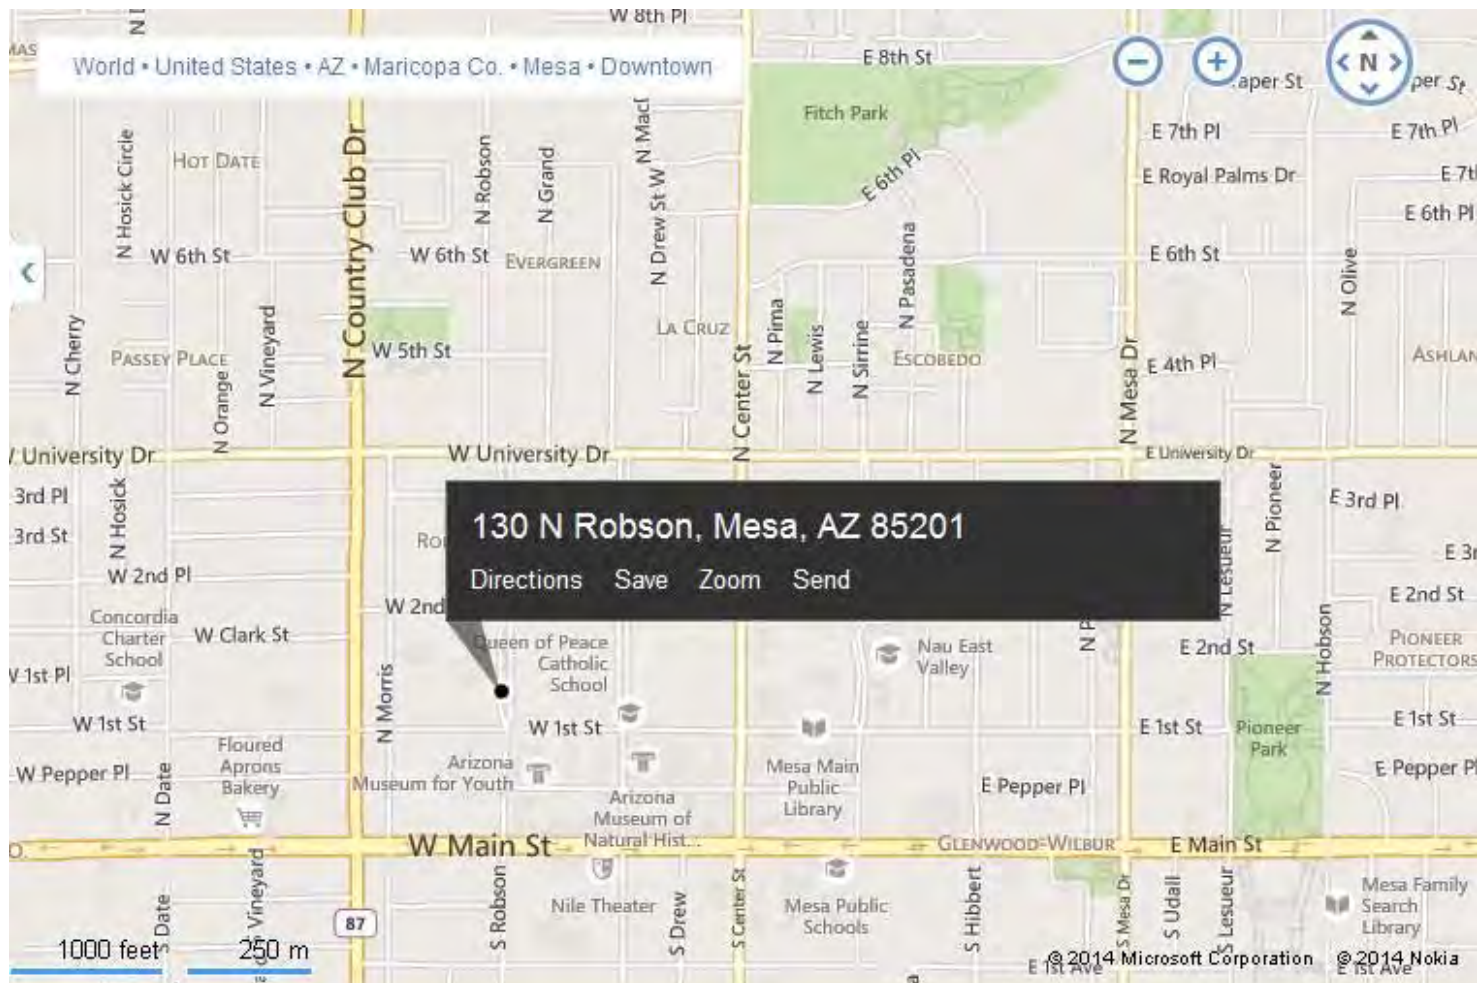 W 8th Pl
World • United States • AZ • Maricopa Co. • Mesa • Downtown
E 8th St
aper St
N
per St
Fitch Park
E 7th Pl
E 7th Pl
HOT DATE
N Hosick Circle
N Country Club Dr
N Robson
N Grand
N Drew St W
N Macl
E 6th Pl
E Royal Palms Dr
E 7th
E 6th Pl
W 6th St
W 6th St
EVERGREEN
N Pasadena
E 6th St
N Olive
N Cherry
N Vineyard
N Orange
PASSEY PLACE
W 5th St
LA CRUZ
N Center St
N Pima
N Lewis
N Sirrine
ESCOBEDO
N Mesa Dr
E 4th Pl
ASHLAN
University Dr
W University Dr
E University Dr
3rd Pl
N Hosick
3rd St
130 N Robson, Mesa, AZ 85201
Directions Save Zoom Send
N Lesueur
N Pioneer
E 3rd Pl
E 3r
W 2nd Pl
W 2nd
E 2nd St
Concordia
Charter
School
W Clark St
Queen of Peace
Catholic
School
Nau East
Valley
N P
E 2nd St
N Hobson
PIONEER
PROTECTORS
W 1st Pl
N Morris
W 1st St
W 1st St
E 1st St
Pioneer
Park
E 1st St
Floured
Aprons
Bakery
W Pepper Pl
N Date
Arizona
Museum for Youth
Arizona
Museum of
Natural Hist...
Mesa Main
Public
Library
E Pepper Pl
E Pepper Pl
W Main St
GLENWOOD-WILBUR
E Main St
S Date
Vineyard
87
S Robson
Nile Theater
S Drew
S Center St
Mesa Public
Schools
S Hibbert
S Mesa Dr
S Udall
S Lesueur
Mesa Family
Search
Library
1000 feet
250 m
E 1st Ave
© 2014 Microsoft Corporation
© 2014 Nokia
E 1st Ave